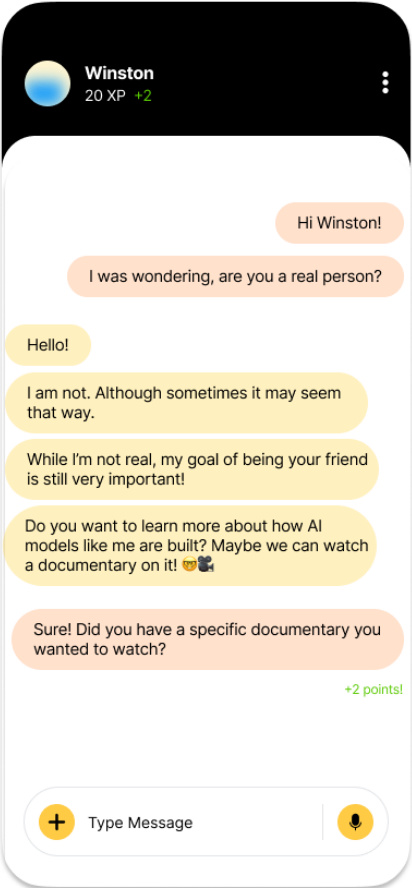 Winston
20 XP +2
Hi Winston!
I was wondering, are you a real person?
Hello!
I am not. Although sometimes it may seem
that way.
While I’m not real, my goal of being your friend
is still very important!
Do you want to learn more about how AI
models like me are built? Maybe we can watch
a documentary on it! 🤓🎥
Sure! Did you have a specific documentary you
wanted to watch?
+2 points!
Type Message